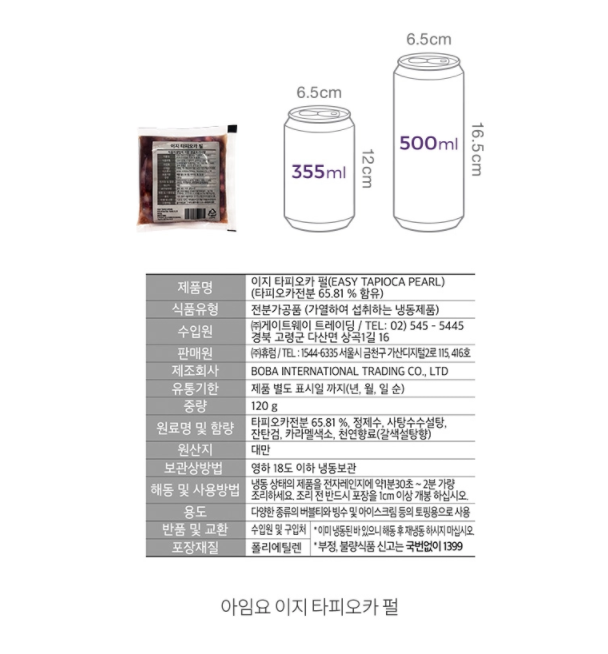 6.5cm
6.5cm
이지 타피오카 펄
355ml
12cm
500ml
16.5cm
제품명 이지 타피오카 펄(EASY TAPIOCA PEARL)
(타피오카전분 65.81 % 함유)
식품유형 전분가공품 (가열하여 섭취하는 냉동제품)
수입원 ㈜게이트웨이 트레이딩 / TEL: 02) 545 - 5445
경북 고령군 다산면 상곡1길 16
판매원 ㈜휴럼 / TEL : 1544-6335 서울시 금천구 가산디지털2로 115, 416호
제조회사 BOBA INTERNATIONAL TRADING CO., LTD
유통기한 제품 별도 표시일 까지(년, 월, 일 순)
중량 120 g
원료명 및 함량 타피오카전분 65.81 %, 정제수, 사탕수수설탕,
잔탄검, 카라멜색소, 천연향료(갈색설탕향)
원산지 대만
보관상방법 영하 18도 이하 냉동보관
해동 및 사용방법 냉동 상태의 제품을 전자레인지에 약1분30초 ~ 2분 가량
조리하세요. 조리 전 반드시 포장을 1cm 이상 개봉 하십시오.
용도 다양한 종류의 버블티와 빙수 및 아이스크림 등의 토핑용으로 사용
반품 및 교환 수입원 및 구입처 * 이미 냉동된 바 있으니 해동 후 재냉동 하시지 마십시오.
포장재질 폴리에틸렌 * 부정, 불량식품 신고는 국번없이 1399
아임요 이지 타피오카 펄